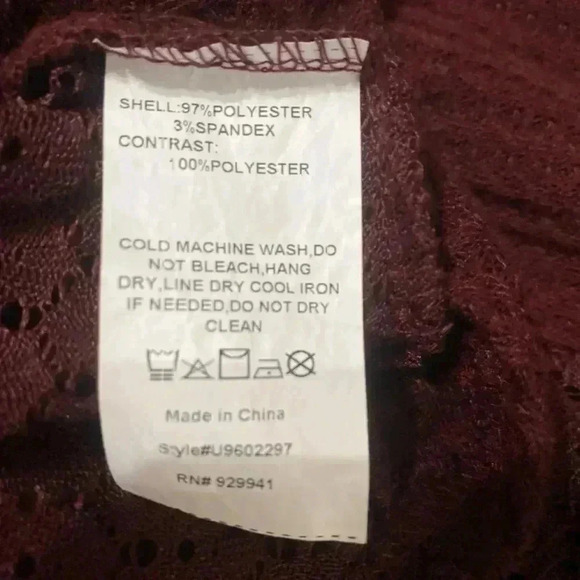 SHELL:97%POLYESTER
3%SPANDEX
CONTRAST:
100%POLYESTER
COLD MACHINE WASH,DO
NOT BLEACH,HANG
DRY,LINE DRY COOL IRON
IF NEEDED,DO NOT DRY
CLEAN
Made in China
Style#U9602297
RN# 929941